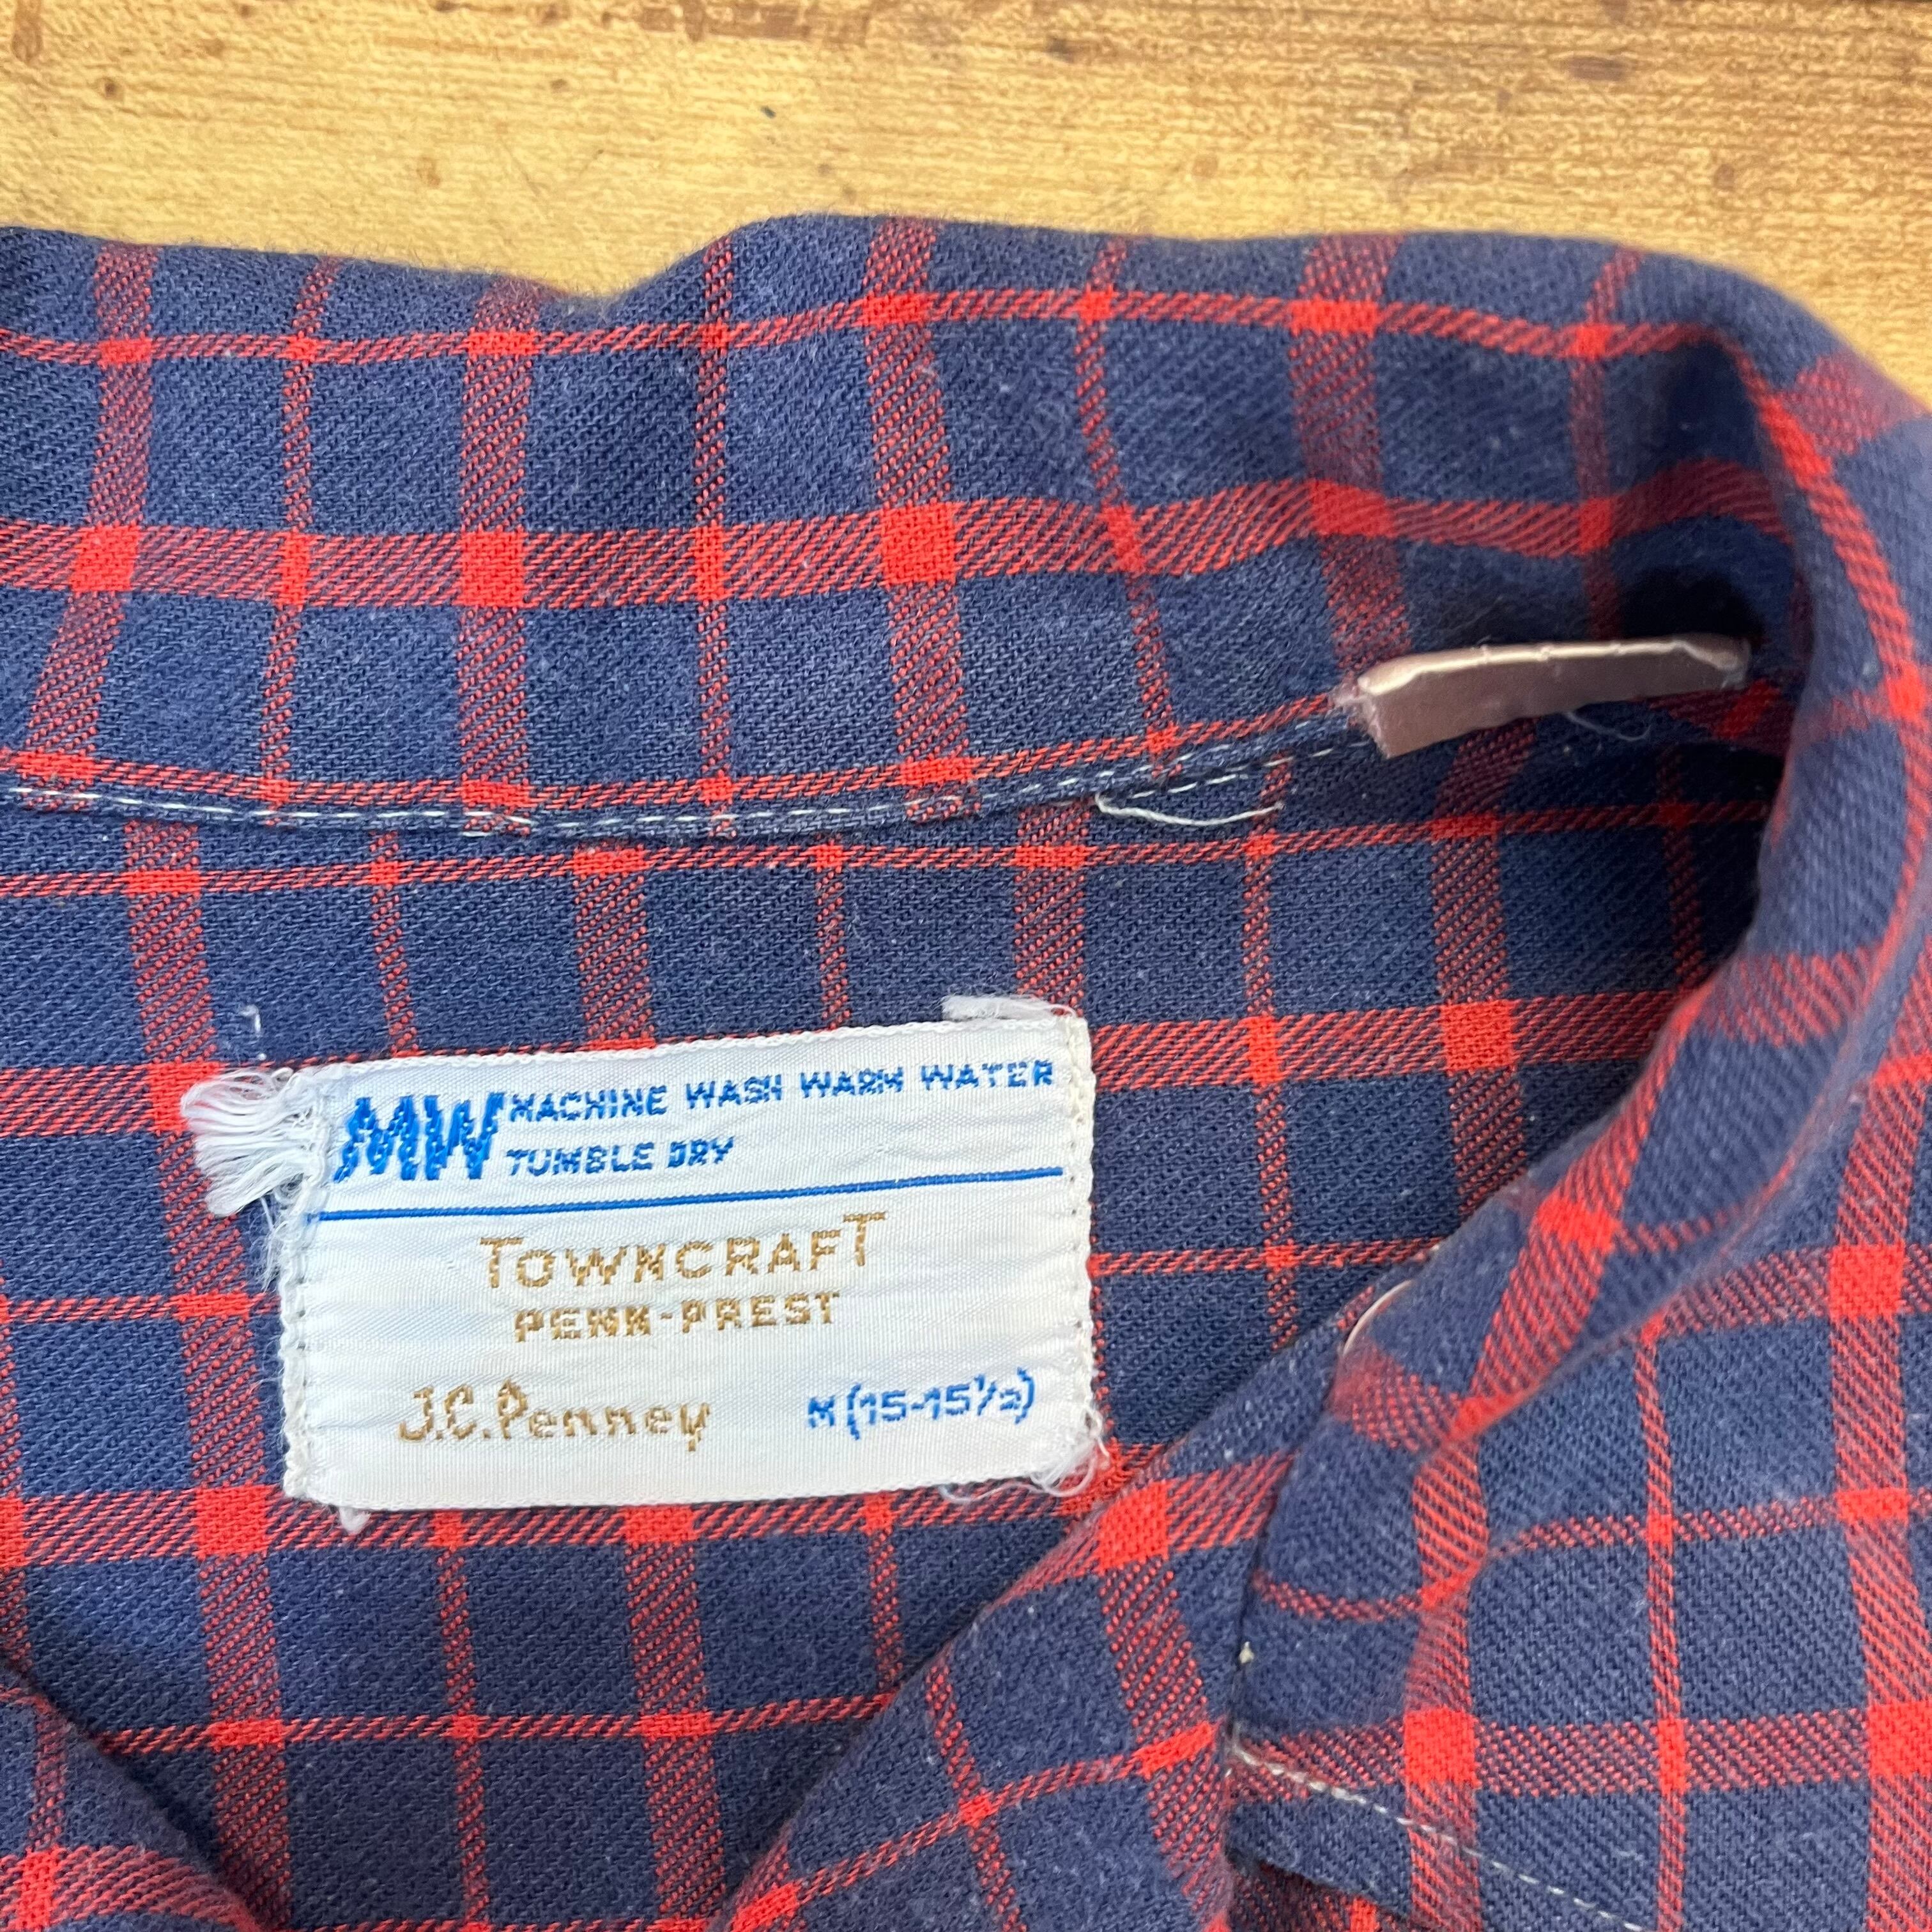 MW MACHINE WASH WARM WATER
TUMBLE DRY
TOWNCRAFT
PENN-PREST
J.C.Penney M (15-15½)